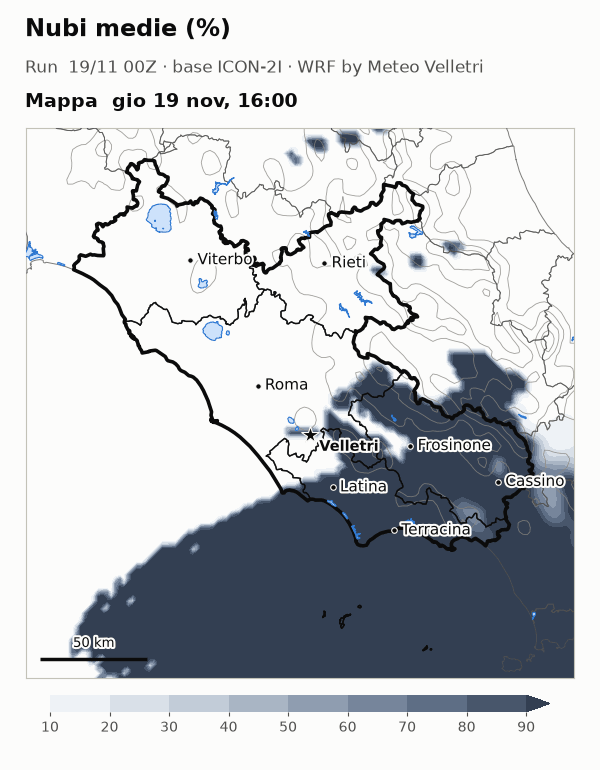 Nubi medie (%)
Run 19/11 00Z · base ICON-2I · WRF by Meteo Velletri
Mappa gio 19 nov, 16:00
Viterbo
Rieti
Roma
Velletri
Frosinone
Latina
Cassino
Terracina
50 km
10 20 30 40 50 60 70 80 90